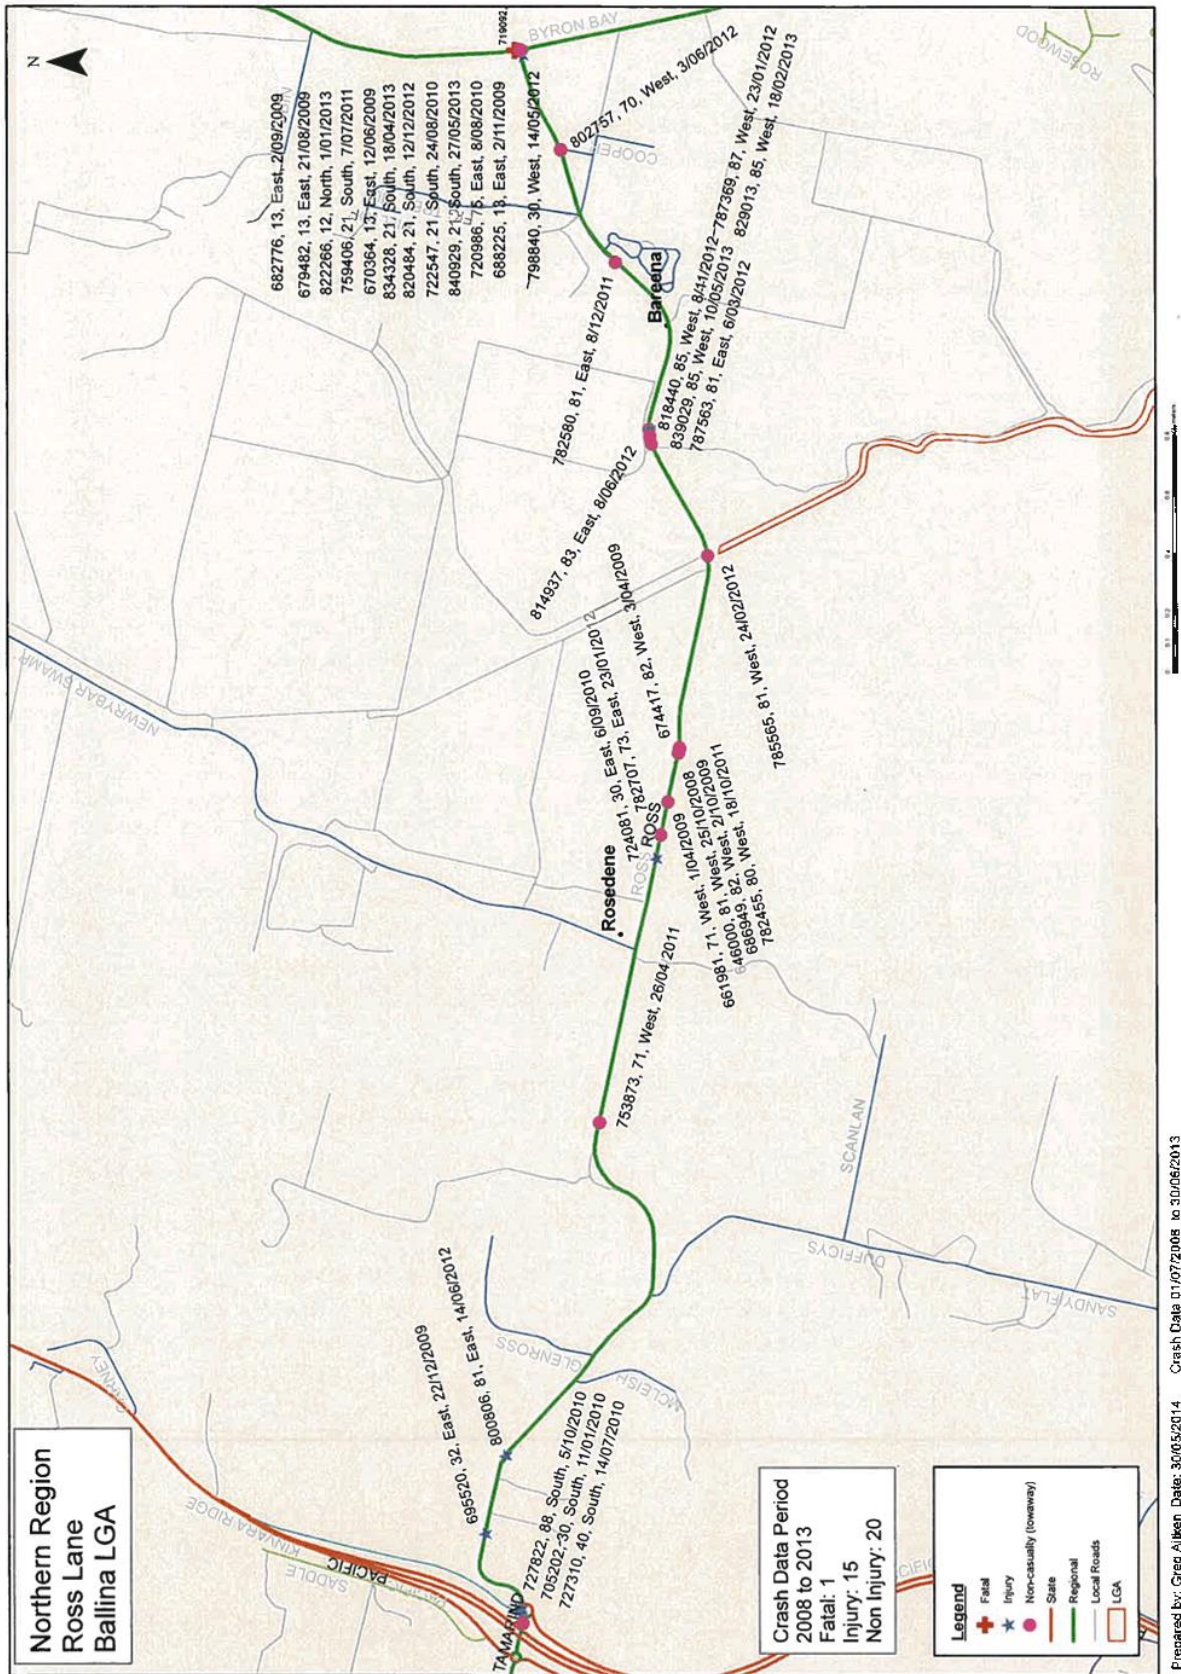 Northern Region
Ross Lane
Ballina LGA
N
682776, 13, East, 2/09/2009
679482, 13, East, 21/08/2009
822266, 12, North, 1/01/2013
759406, 21, South, 7/07/2011
670364, 13, East, 12/06/2009
834328, 21, South, 18/04/2013
820484, 21, South, 12/12/2012
722547, 21, South, 24/08/2010
840929, 21, South, 27/05/2013
720986, 75, East, 8/08/2010
688225, 13, East, 2/11/2009
798840, 30, West, 14/05/2012
719092,
BYRON BAY
ROSEWOOD
802757, 70, West, 3/06/2012
COOPER
782580, 81, East, 8/12/2011
Bareena
818440, 85, West, 8/11/2012
787369, 87, West, 23/01/2012
839029, 85, West, 10/05/2013
829013, 85, West, 18/02/2013
787563, 81, East, 6/03/2012
814937, 83, East, 8/06/2012
785565, 81, West, 24/02/2012
NEWRYBAR SWAMP
724081, 30, East, 6/09/2010
782707, 73, East, 23/01/2012
674417, 82, West, 3/04/2009
Rosedene
ROSS
ROSS
661981, 71, West, 1/04/2009
646000, 81, West, 25/10/2008
686949, 82, West, 2/10/2009
782455, 80, West, 18/10/2011
753873, 71, West, 26/04/2011
SCANLAN
DUFFICYS
SANDY FLAT
695520, 32, East, 22/12/2009
800806, 81, East, 14/06/2012
GLENROSS
MCLEISH
727822, 88, South, 5/10/2010
705202, 30, South, 11/01/2010
727310, 40, South, 14/07/2010
CARNEY
KINVARA RIDGE
PACIFIC
SADDLE
TAMARIND
Crash Data Period
2008 to 2013
Fatal: 1
Injury: 15
Non Injury: 20
Legend
Fatal
Injury
Non-casualty (towaway)
State
Regional
Local Roads
LGA
Prepared by: Greg Aitken Date: 30/05/2014 Crash Data 01/07/2008 to 30/06/2013